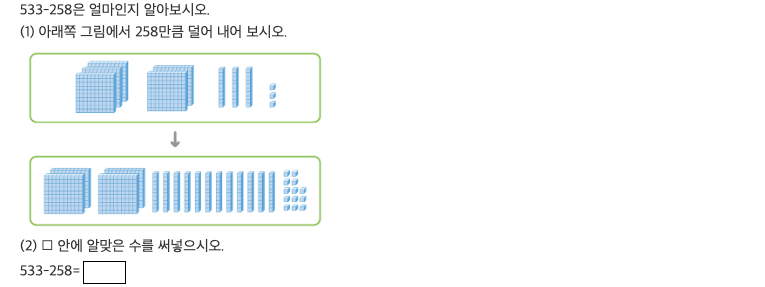 533-258은 얼마인지 알아보시오.
(1) 아래쪽 그림에서 258만큼 덜어 내어 보시오.
(2) □ 안에 알맞은 수를 써넣으시오.
533-258=